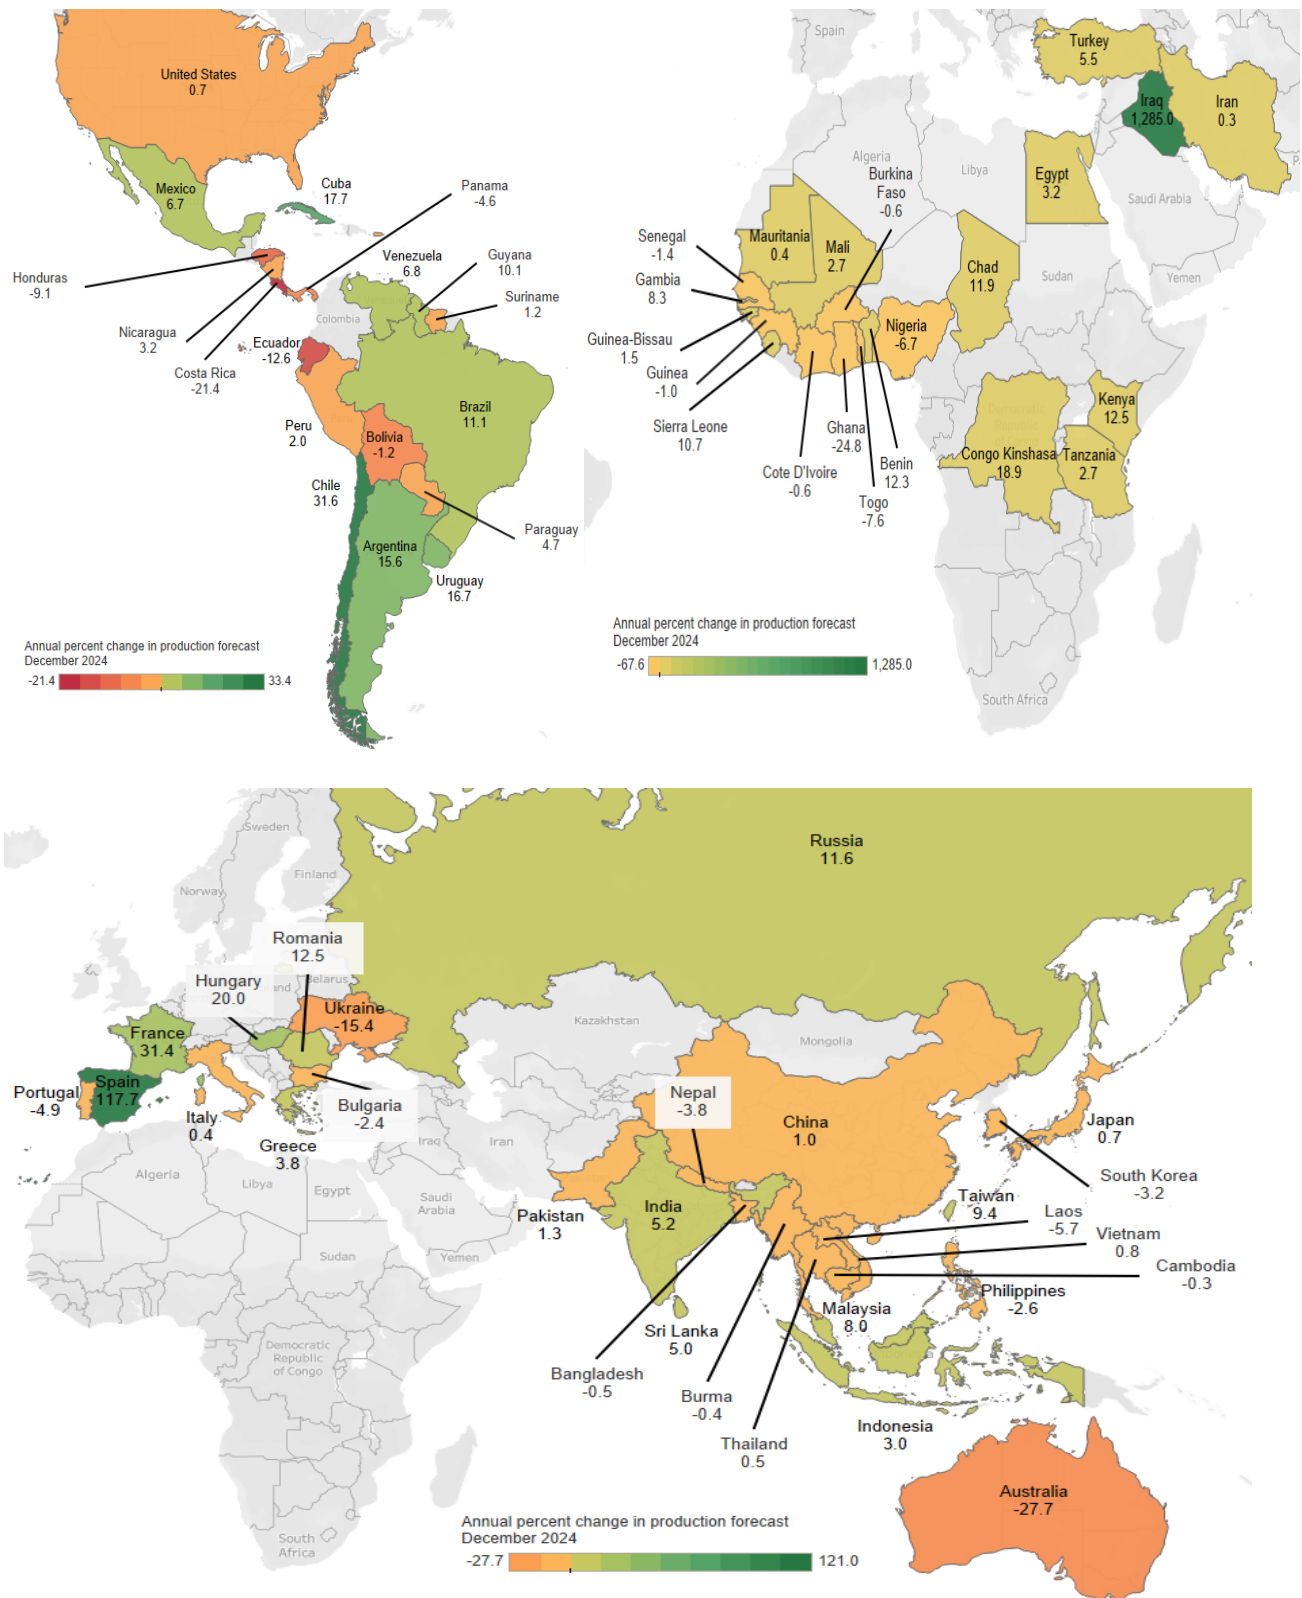 United States
0.7
Mexico
6.7
Cuba
17.7
Panama
-4.6
Honduras
-9.1
Nicaragua
3.2
Costa Rica
-21.4
Venezuela
6.8
Guyana
10.1
Suriname
1.2
Colombia
Ecuador
-12.6
Peru
2.0
Brazil
11.1
Bolivia
-1.2
Chile
31.6
Paraguay
4.7
Argentina
15.6
Uruguay
16.7
Annual percent change in production forecast
December 2024
-21.4
33.4
Spain
Turkey
5.5
Iraq
1,285.0
Iran
0.3
Algeria
Libya
Egypt
3.2
Saudi Arabia
Burkina
Faso
-0.6
Senegal
-1.4
Mauritania
0.4
Mali
2.7
Chad
11.9
Sudan
Yemen
Gambia
8.3
Guinea-Bissau
1.5
Guinea
-1.0
Sierra Leone
10.7
Nigeria
-6.7
Cote D'Ivoire
-0.6
Ghana
-24.8
Togo
-7.6
Benin
12.3
Democratic
Republic
Congo Kinshasa
18.9
Kenya
12.5
Tanzania
2.7
South Africa
Annual percent change in production forecast
December 2024
-67.6
1,285.0
Russia
11.6
Sweden
Finland
Norway
Romania
12.5
Belarus
Hungary
20.0
Ukraine
-15.4
France
31.4
Kazakhstan
Mongolia
Portugal
-4.9
Spain
117.7
Italy
0.4
Bulgaria
-2.4
Greece
3.8
Nepal
-3.8
China
1.0
Japan
0.7
South Korea
-3.2
Iraq
Iran
Algeria
Libya
Egypt
Saudi
Arabia
Pakistan
1.3
India
5.2
Taiwan
9.4
Laos
-5.7
Vietnam
0.8
Cambodia
-0.3
Sudan
Yemen
Philippines
-2.6
Malaysia
8.0
Sri Lanka
5.0
Bangladesh
-0.5
Burma
-0.4
Thailand
0.5
Indonesia
3.0
Democratic
Republic
of Congo
South
Africa
Australia
-27.7
Annual percent change in production forecast
December 2024
-27.7
121.0